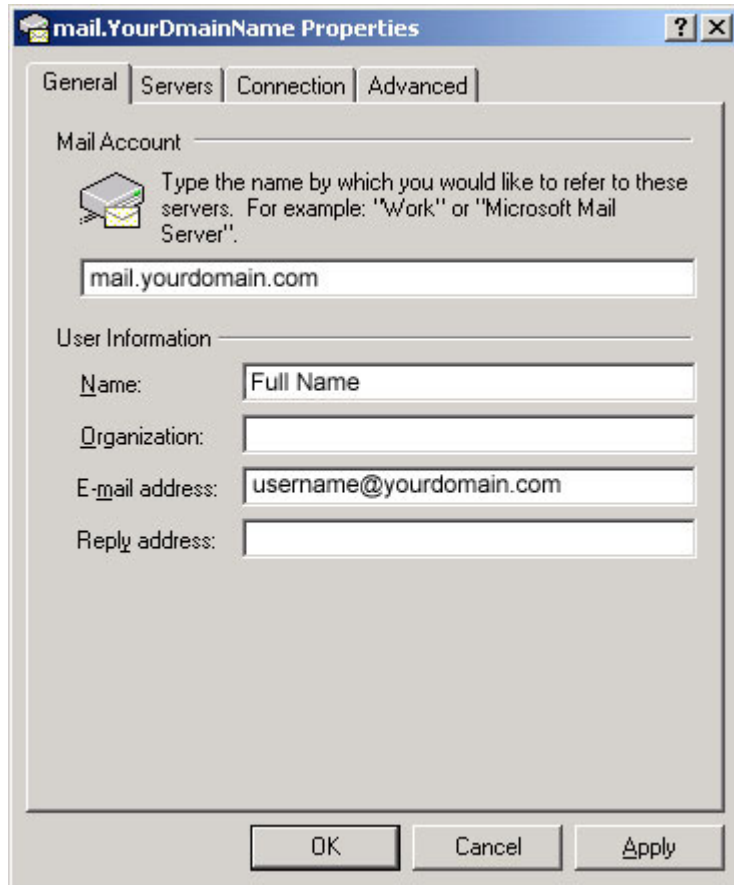 mail.YourDmainName Properties
General Servers Connection Advanced
Mail Account
Type the name by which you would like to refer to these
servers. For example: "Work" or "Microsoft Mail
Server".
mail.yourdomain.com
User Information
Name: Full Name
Organization:
E-mail address: username@yourdomain.com
Reply address:
OK Cancel Apply